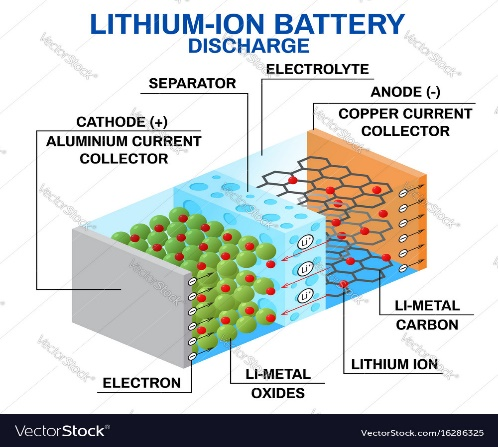 LITHIUM-ION BATTERY
DISCHARGE
ELECTROLYTE
SEPARATOR
ANODE (-)
COPPER CURRENT
COLLECTOR
CATHODE (+)
ALUMINIUM CURRENT
COLLECTOR
Li⁺
Li⁺
Li⁺
LI-METAL
CARBON
LITHIUM ION
LI-METAL
OXIDES
ELECTRON
VectorStock®
VectorStock.com/16286325